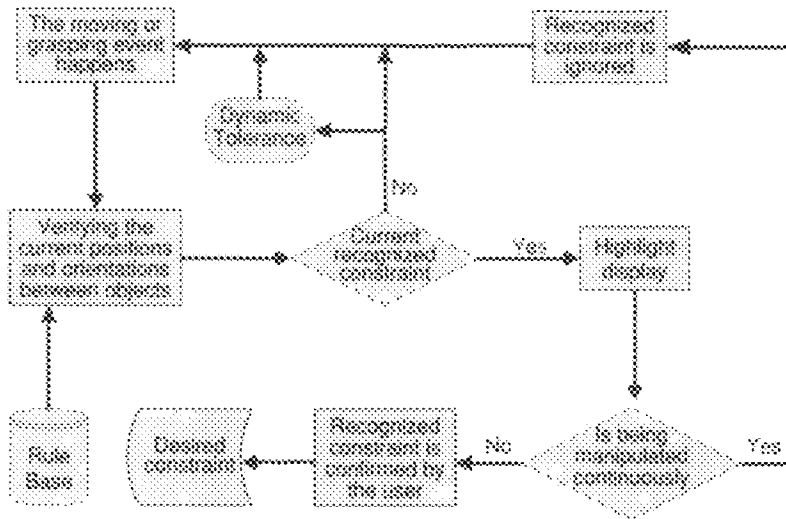 The moving or
grasping event
happens
Recognized
constraint is
ignored
Dynamic
Tolerance
No
Verifying the
current positions
and orientations
between objects
Current
recognized
constraint
Yes
Highlight
display
Rule
Base
Desired
constraint
Recognized
constraint is
confirmed by
the user
No
Is being
manipulated
continuously
Yes